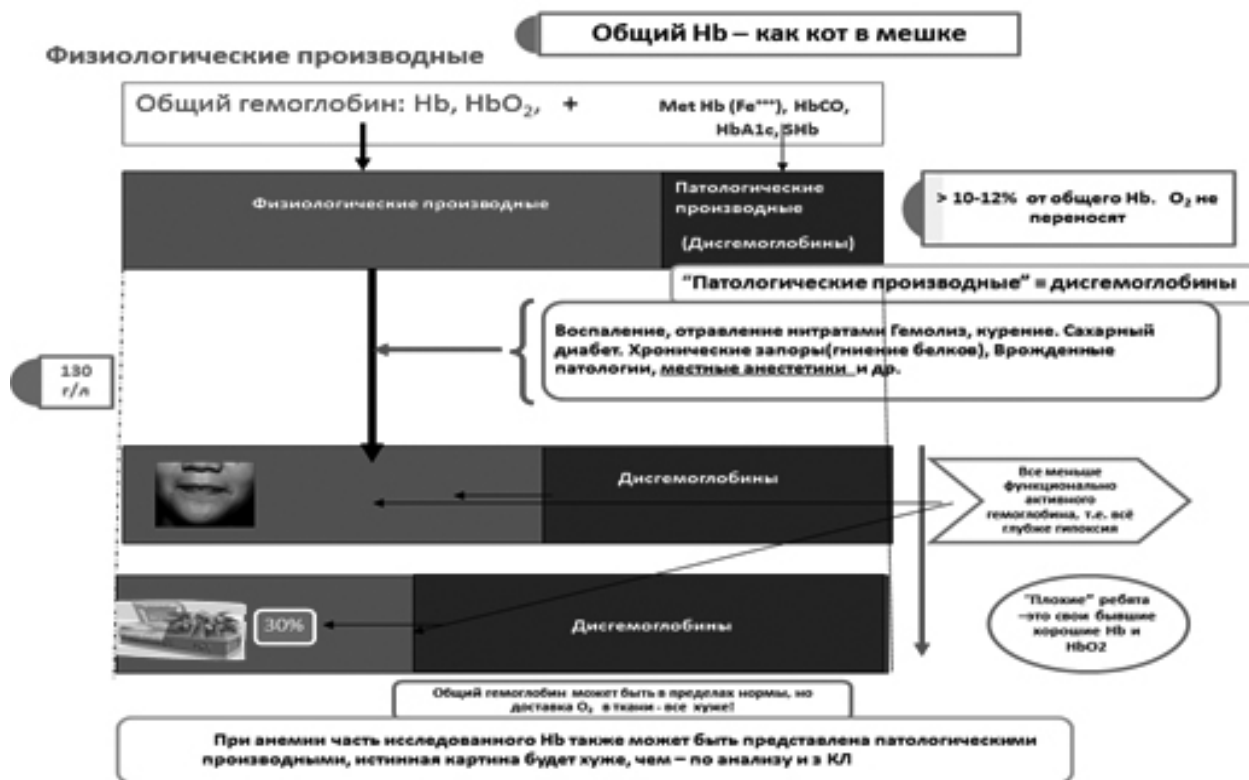 Общий Hb – как кот в мешке
Физиологические производные
Общий гемоглобин: Hb, HbO₂, +
Met Hb (Fe⁺⁺⁺), HbCO,
HbA1c, SHb
Физиологические производные
Патологические
производные
(Дисгемоглобины)
> 10-12% от общего Hb. O₂ не
переносят
"Патологические производные" = дисгемоглобины
Воспаление, отравление нитратами Гемолиз, курение. Сахарный
диабет. Хронические запоры(гниение белков), Врожденные
патологии, местные анестетики и др.
130
г/л
Дисгемоглобины
Все меньше
функционально
активного
гемоглобина, т.е. всё
глубже гипоксия
30%
Дисгемоглобины
"Плохие" ребята
–это свои бывшие
хорошие Hb и
HbO2
Общий гемоглобин может быть в пределах нормы, но
доставка O₂ в ткани - все хуже!
При анемии часть исследованного Hb также может быть представлена патологическими
производными, истинная картина будет хуже, чем – по анализу и з КЛ